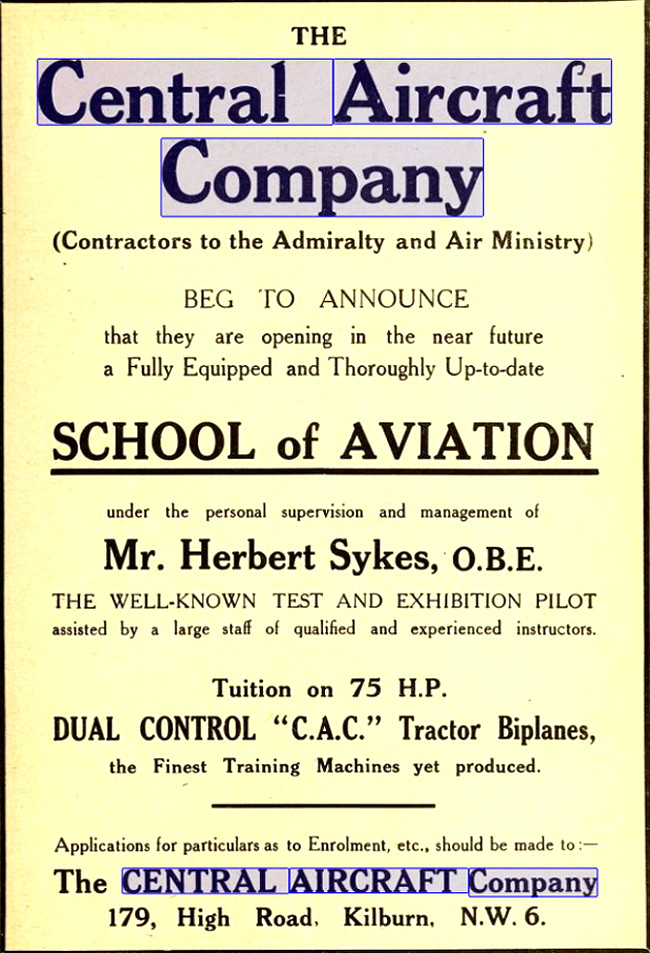 THE
Central Aircraft
Company
(Contractors to the Admiralty and Air Ministry)
BEG TO ANNOUNCE
that they are opening in the near future
a Fully Equipped and Thoroughly Up-to-date
SCHOOL of AVIATION
under the personal supervision and management of
Mr. Herbert Sykes, O.B.E.
THE WELL-KNOWN TEST AND EXHIBITION PILOT
assisted by a large staff of qualified and experienced instructors.
Tuition on 75 H.P.
DUAL CONTROL "C.A.C." Tractor Biplanes,
the Finest Training Machines yet produced.
Applications for particulars as to Enrolment, etc., should be made to:—
The CENTRAL AIRCRAFT Company
179, High Road, Kilburn, N.W. 6.